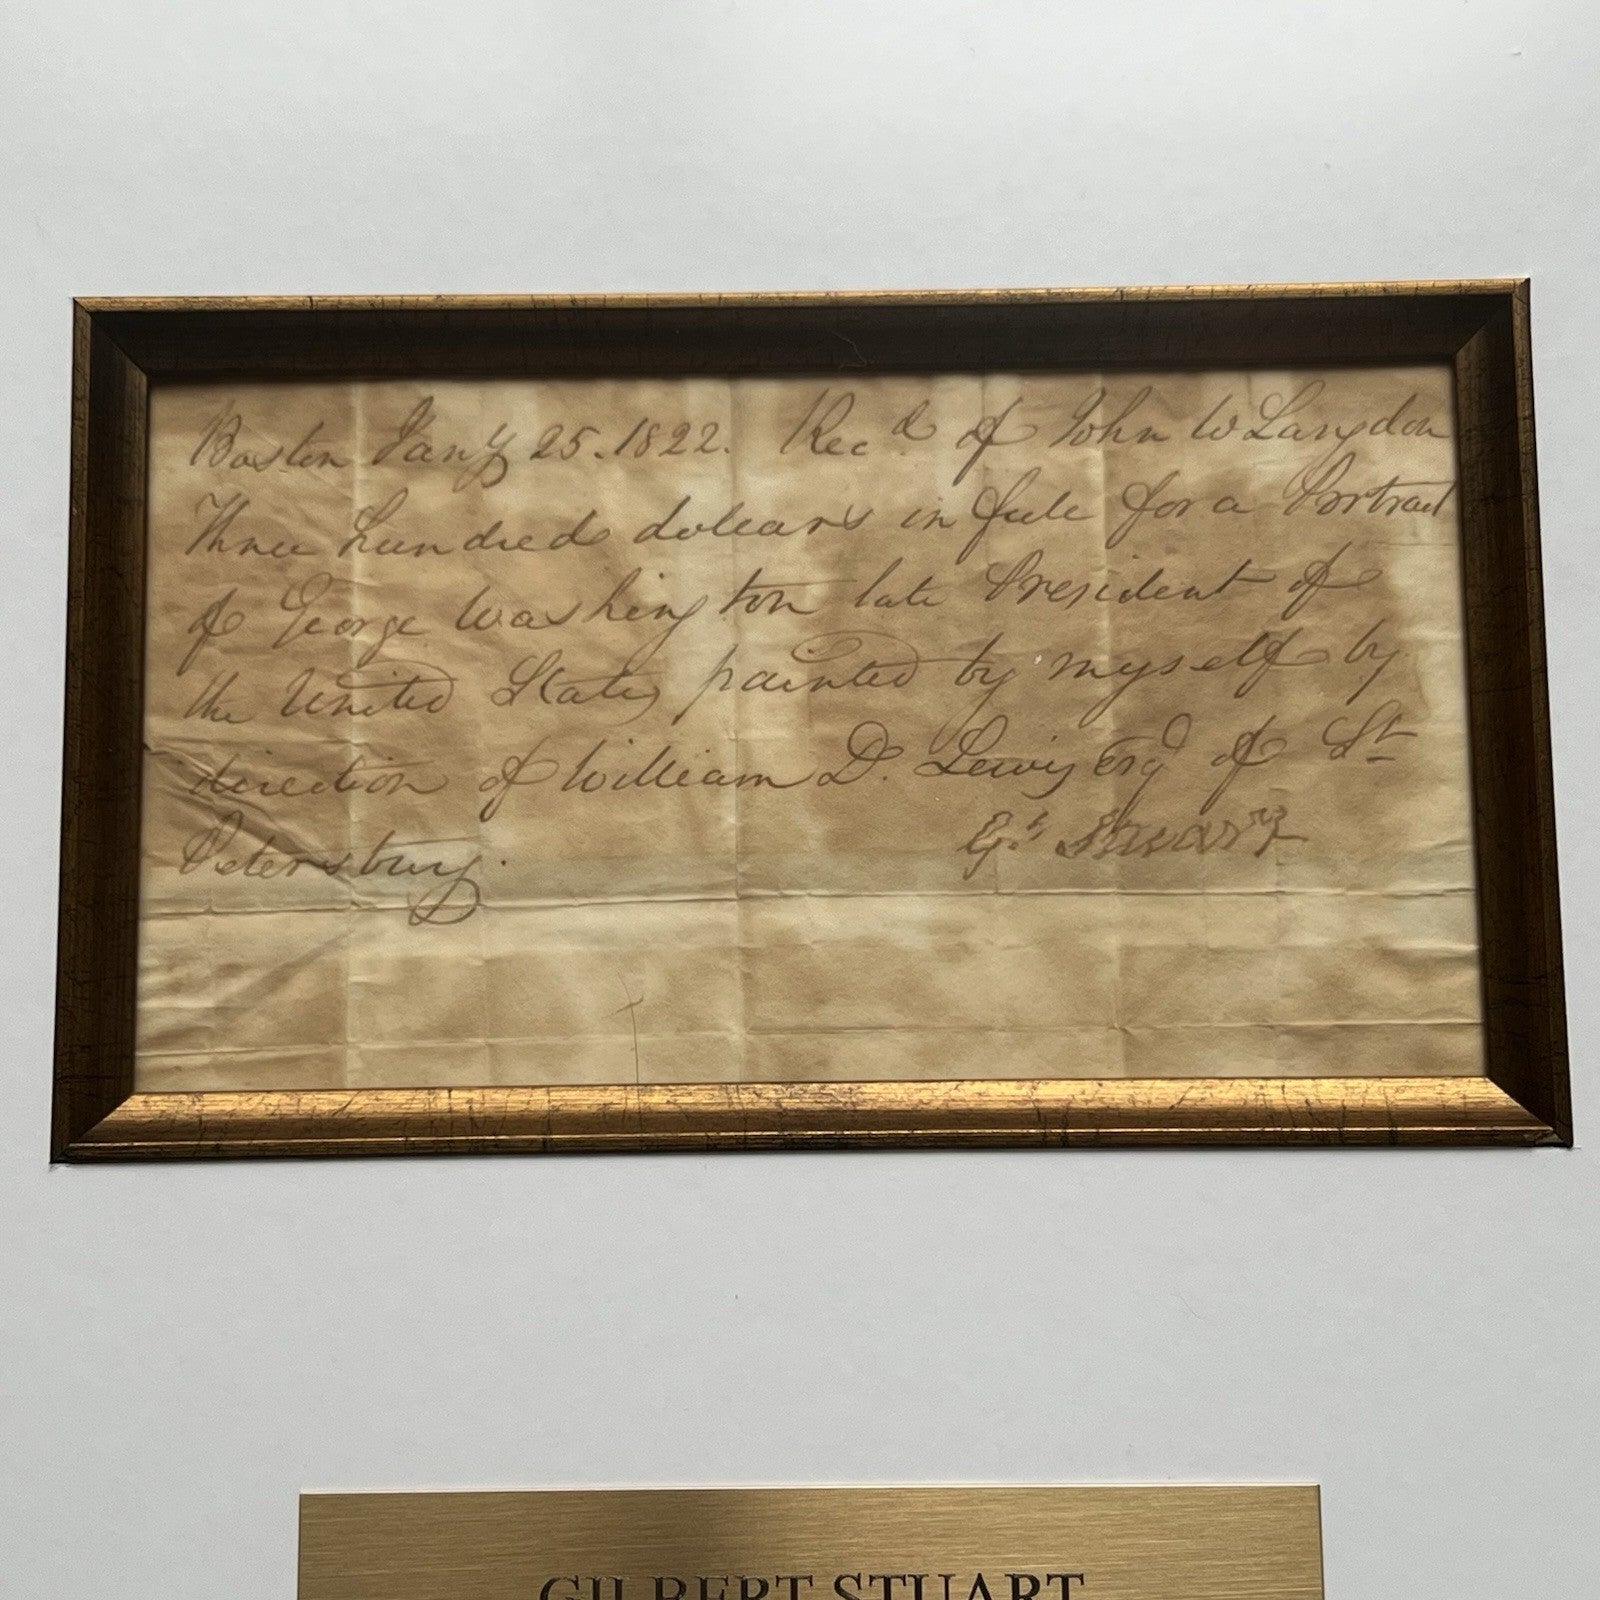 Boston Jany 25. 1822. Recd. of John W Langdon
Three hundred dollars in full for a Portrait
of George Washington late President of
the United States painted by myself by
direction of William D. Lewis Esq of St
Petersburg. Gt. Stuart
GILBERT STUART